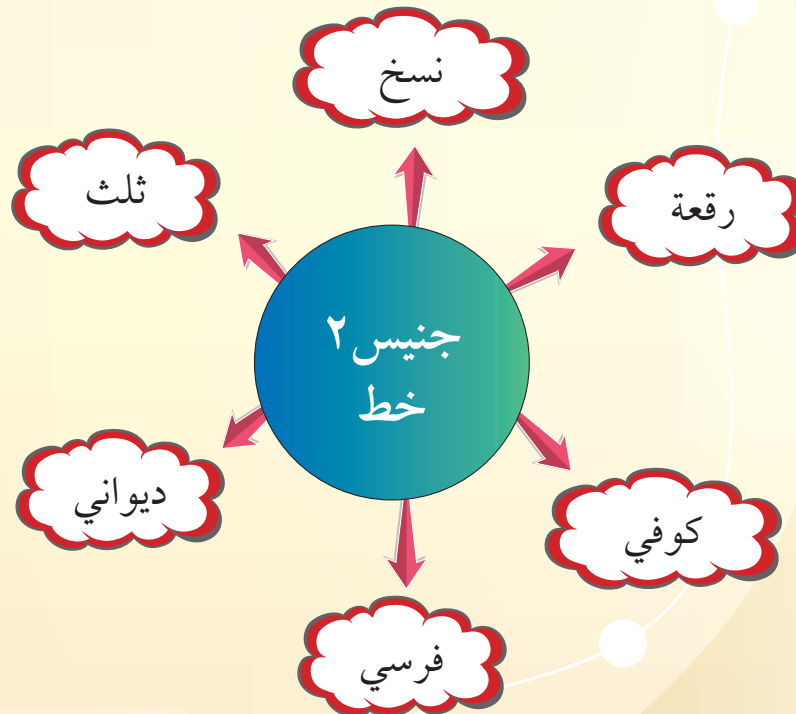 نسخ
رقعة
ثلث
جنيس٢
خط
ديواني
كوفي
فرسي